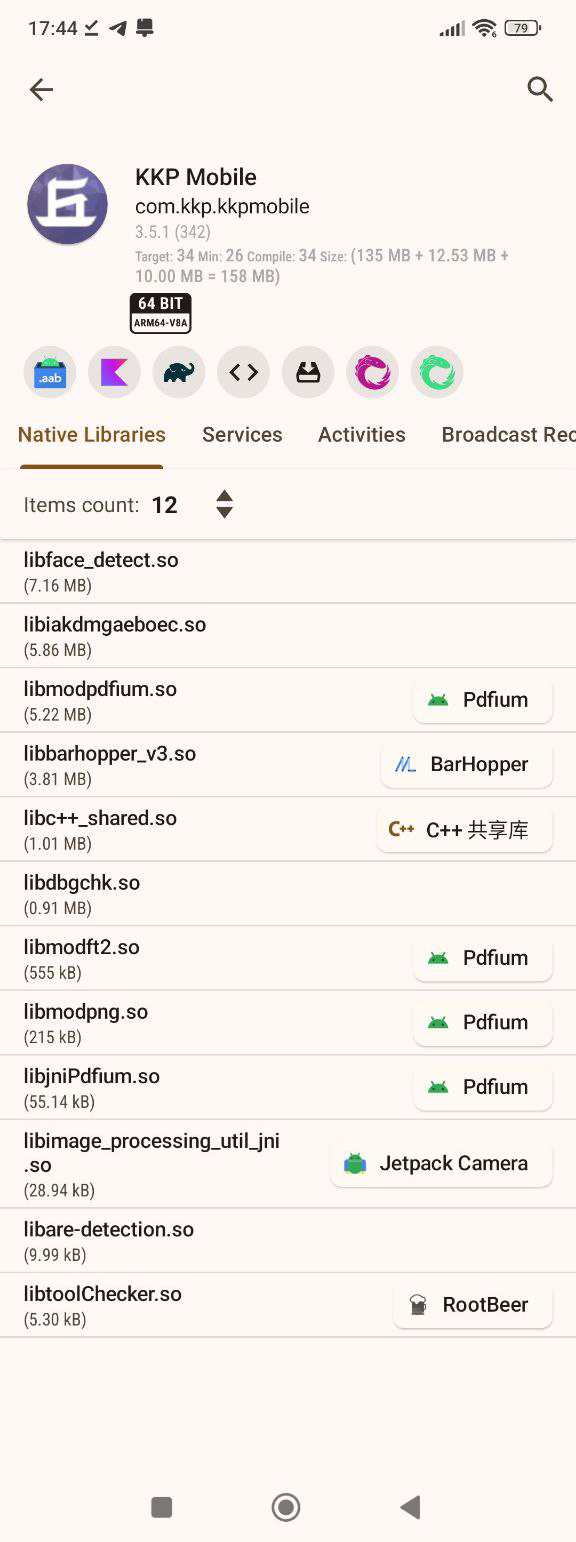 17:44
79
KKP Mobile
com.kkp.kkpmobile
3.5.1 (342)
Target: 34 Min: 26 Compile: 34 Size: (135 MB + 12.53 MB +
10.00 MB = 158 MB)
64 BIT
ARM64-V8A
.aab
Native Libraries Services Activities Broadcast Rec
Items count: 12
libface_detect.so
(7.16 MB)
libiakdmgaeboec.so
(5.86 MB)
libmodpdfium.so
(5.22 MB)
Pdfium
libbarhopper_v3.so
(3.81 MB)
BarHopper
libc++_shared.so
(1.01 MB)
C++ C++ 共享库
libdbgchk.so
(0.91 MB)
libmodft2.so
(555 kB)
Pdfium
libmodpng.so
(215 kB)
Pdfium
libjniPdfium.so
(55.14 kB)
Pdfium
libimage_processing_util_jni
.so
(28.94 kB)
Jetpack Camera
libare-detection.so
(9.99 kB)
libtoolChecker.so
(5.30 kB)
RootBeer